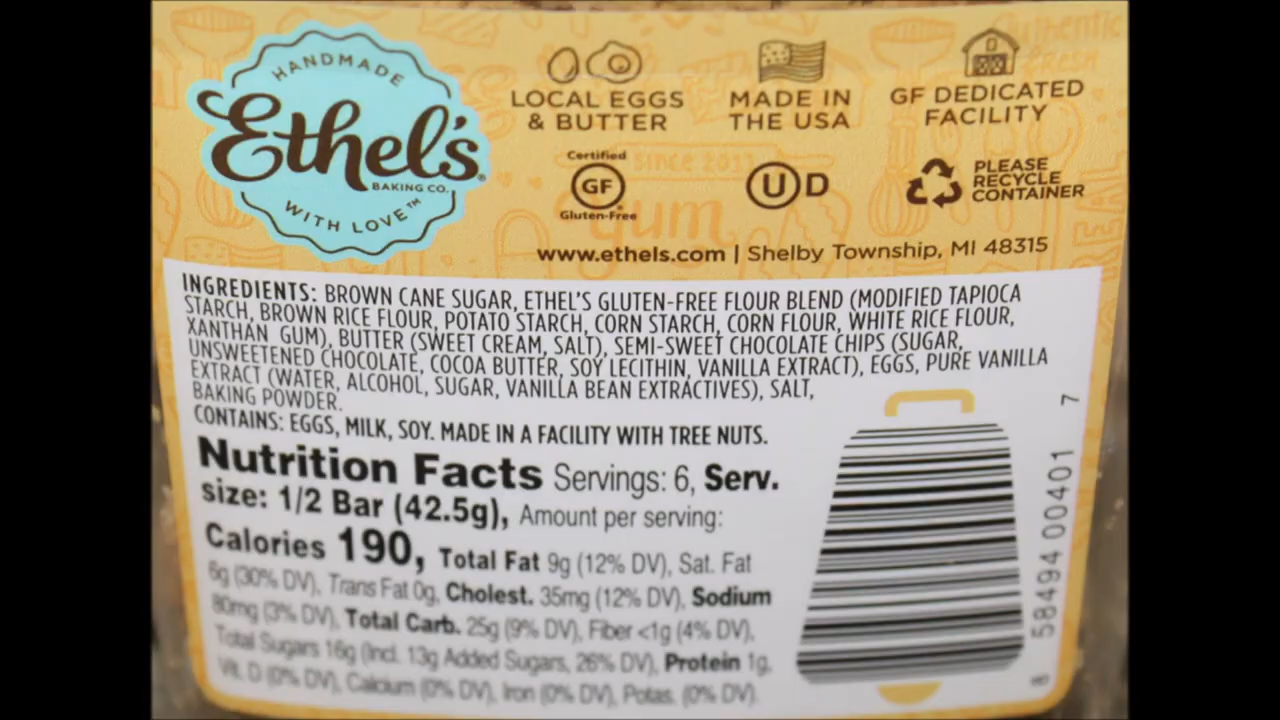 HANDMADE
Ethel's
BAKING CO.
WITH LOVE™
LOCAL EGGS
& BUTTER
MADE IN
THE USA
GF DEDICATED
FACILITY
Certified
GF
Gluten-Free
U D
PLEASE
RECYCLE
CONTAINER
SINCE 2011
yum
Authentic
FRESH
www.ethels.com | Shelby Township, MI 48315
INGREDIENTS: BROWN CANE SUGAR, ETHEL'S GLUTEN-FREE FLOUR BLEND (MODIFIED TAPIOCA
STARCH, BROWN RICE FLOUR, POTATO STARCH, CORN STARCH, CORN FLOUR, WHITE RICE FLOUR,
XANTHAN GUM), BUTTER (SWEET CREAM, SALT), SEMI-SWEET CHOCOLATE CHIPS (SUGAR,
UNSWEETENED CHOCOLATE, COCOA BUTTER, SOY LECITHIN, VANILLA EXTRACT), EGGS, PURE VANILLA
EXTRACT (WATER, ALCOHOL, SUGAR, VANILLA BEAN EXTRACTIVES), SALT,
BAKING POWDER.
CONTAINS: EGGS, MILK, SOY. MADE IN A FACILITY WITH TREE NUTS.
Nutrition Facts Servings: 6, Serv.
size: 1/2 Bar (42.5g), Amount per serving:
Calories 190, Total Fat 9g (12% DV), Sat. Fat
6g (30% DV), Trans Fat 0g, Cholest. 35mg (12% DV), Sodium
80mg (3% DV), Total Carb. 25g (9% DV), Fiber <1g (4% DV),
Total Sugars 16g (Incl. 13g Added Sugars, 26% DV), Protein 1g,
Vit. D (0% DV), Calcium (0% DV), Iron (0% DV), Potas. (0% DV).
8 58494 00401 7